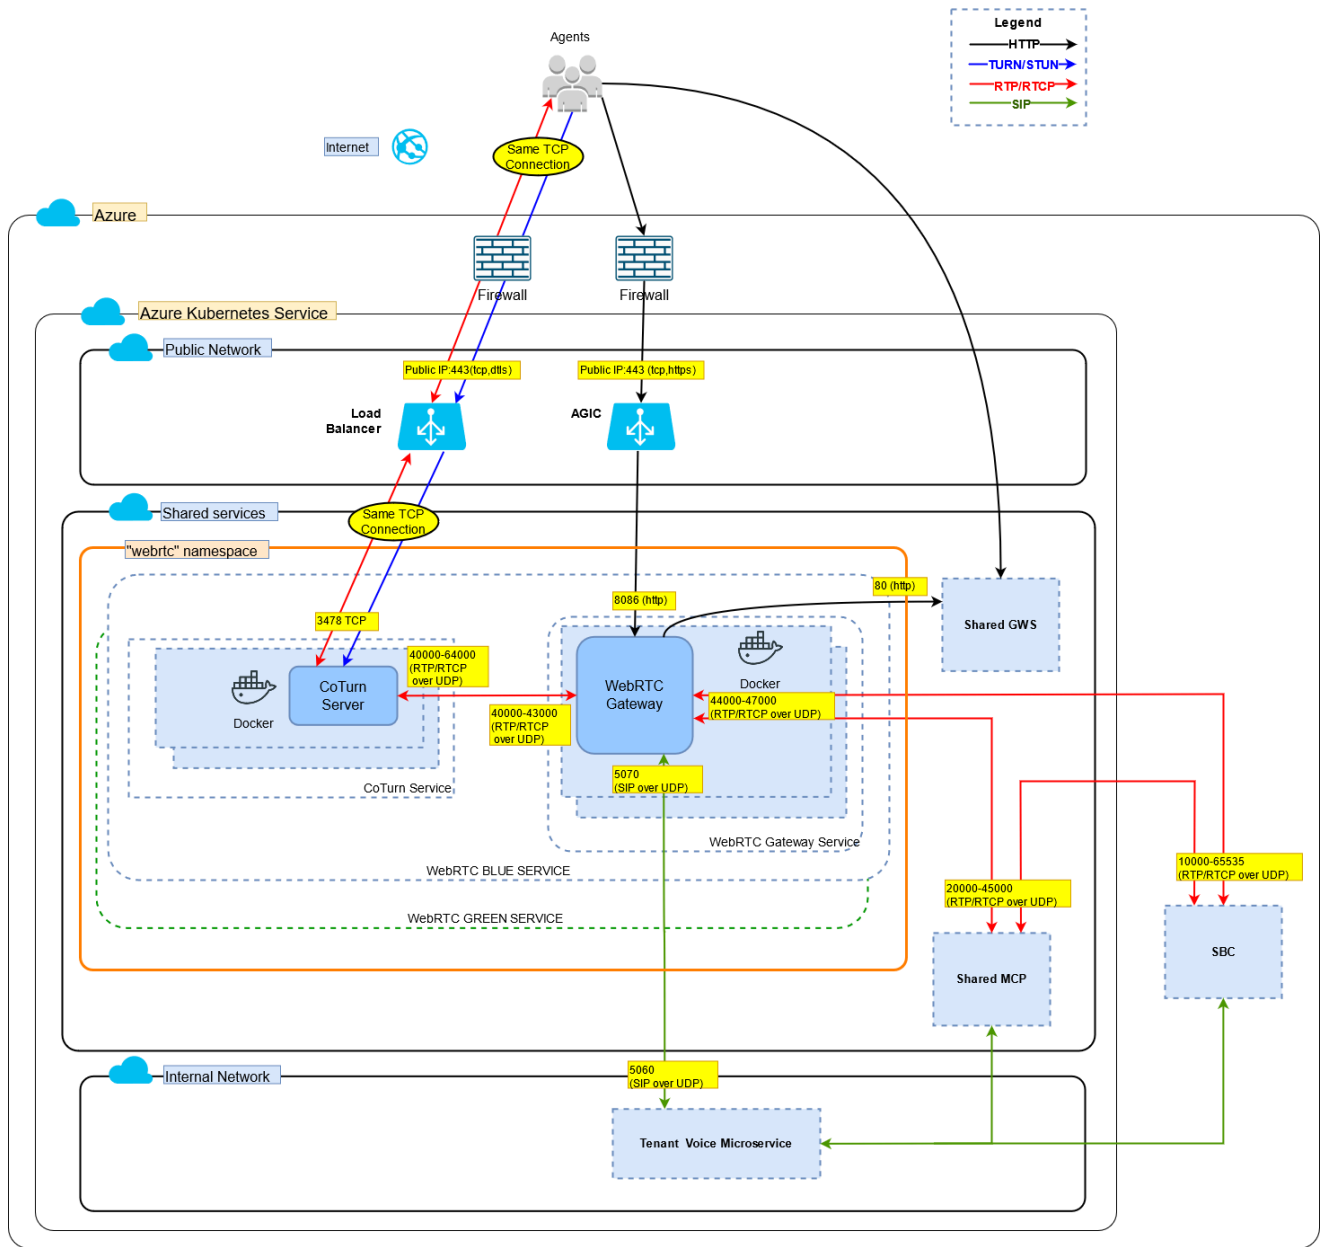 Legend
HTTP
TURN/STUN
RTP/RTCP
SIP
Agents
Internet
Same TCP
Connection
Azure
Firewall
Firewall
Azure Kubernetes Service
Public Network
Public IP:443(tcp,dtls)
Public IP:443 (tcp,https)
Load
Balancer
AGIC
Shared services
Same TCP
Connection
"webrtc" namespace
80 (http)
8086 (http)
3478 TCP
Shared GWS
40000-64000
(RTP/RTCP
over UDP)
CoTurn
Server
Docker
WebRTC
Gateway
Docker
44000-47000
(RTP/RTCP over UDP)
40000-43000
(RTP/RTCP
over UDP)
5070
(SIP over UDP)
CoTurn Service
WebRTC Gateway Service
WebRTC BLUE SERVICE
WebRTC GREEN SERVICE
10000-65535
(RTP/RTCP over UDP)
20000-45000
(RTP/RTCP over UDP)
SBC
Shared MCP
Internal Network
5060
(SIP over UDP)
Tenant Voice Microservice